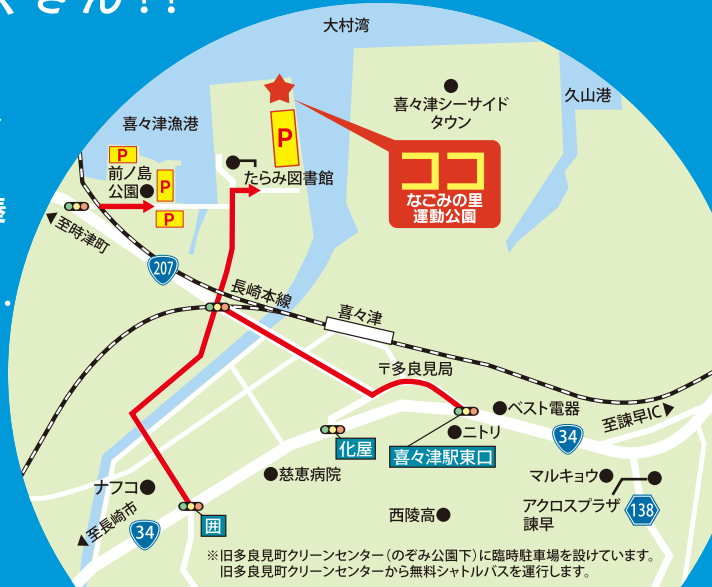 くさん!!
大村湾
喜々津シーサイド
タウン
久山港
喜々津漁港
P
ココ
なごみの里
運動公園
P
前ノ島
公園
P
P
たらみ図書館
至時津町
207
長崎本線
喜々津
〒多良見局
ベスト電器
至諫早IC
ニトリ
34
化屋
喜々津駅東口
慈恵病院
マルキョウ
ナフコ
アクロスプラザ
諫早
138
西陵高
囲
至長崎市
34
※旧多良見町クリーンセンター(のぞみ公園下)に臨時駐車場を設けています。
旧多良見町クリーンセンターから無料シャトルバスを運行します。